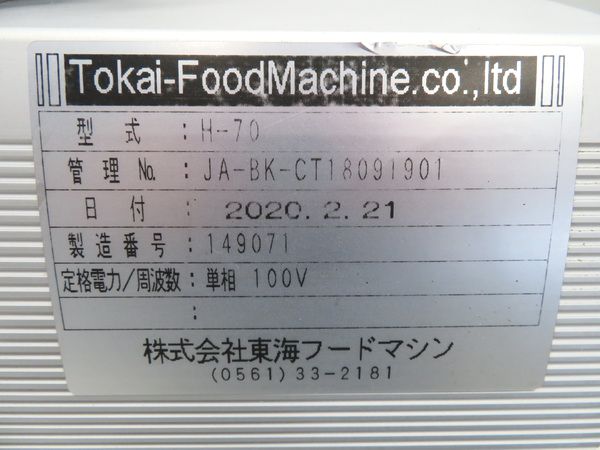 Tokai-FoodMachine.co.,ltd
型式 : H-70
管理 No. : JA-BK-CT18091901
日付 : 2020.2.21
製造番号 : 149071
定格電力/周波数 : 単相 100V
:
株式会社東海フードマシン
(0561)33-2181